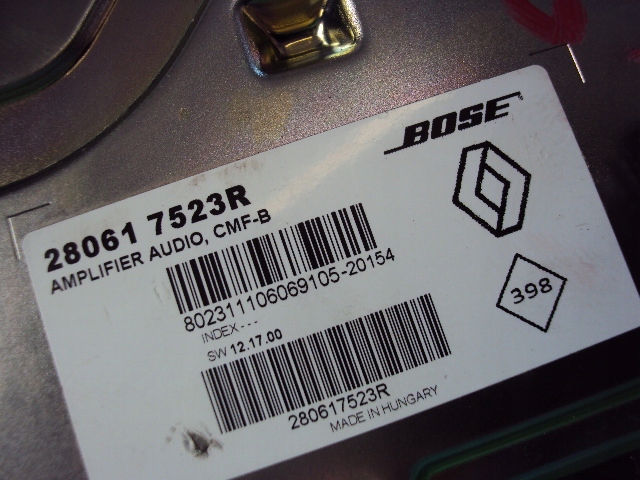 BOSE
28061 7523R
AMPLIFIER AUDIO, CMF-B
802311106069105-20154
INDEX ---
SW 12.17.00
398
280617523R
MADE IN HUNGARY